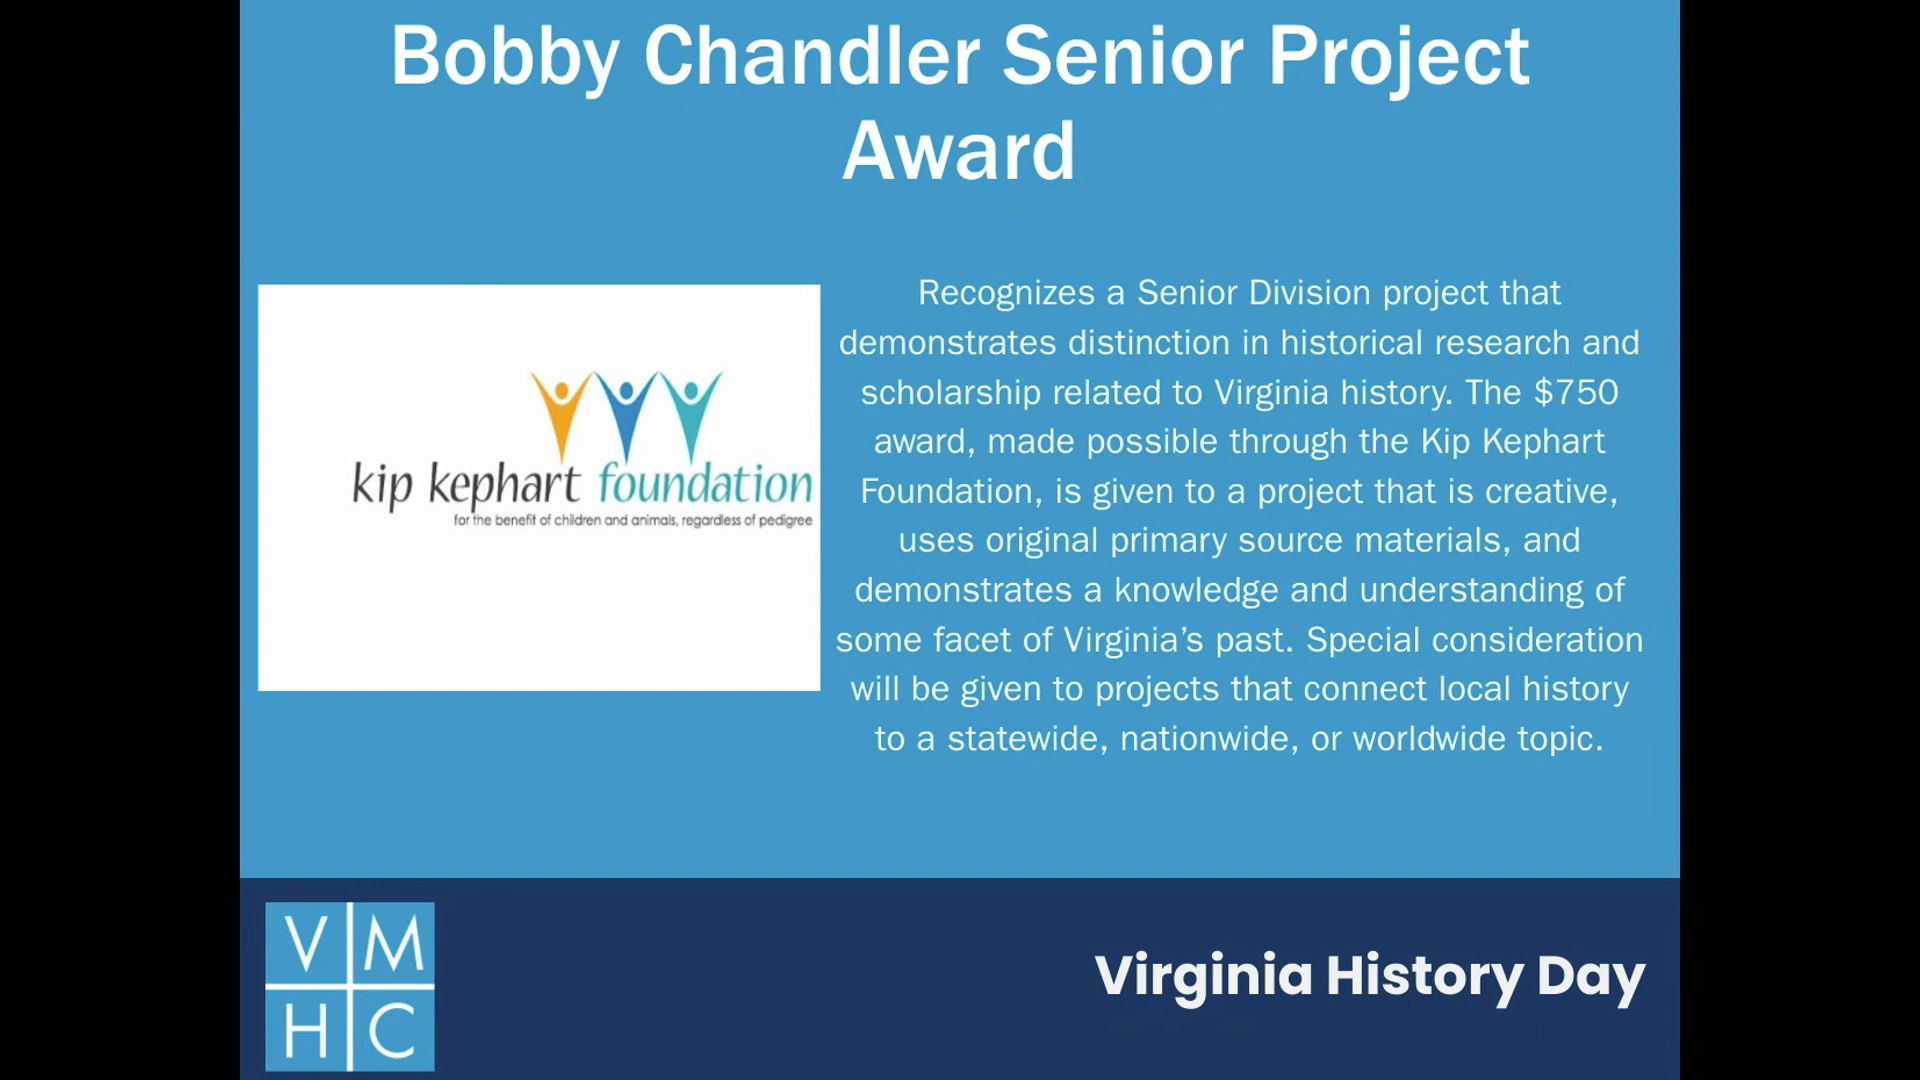 Bobby Chandler Senior Project
Award
kip kephart foundation
for the benefit of children and animals, regardless of pedigree
Recognizes a Senior Division project that
demonstrates distinction in historical research and
scholarship related to Virginia history. The $750
award, made possible through the Kip Kephart
Foundation, is given to a project that is creative,
uses original primary source materials, and
demonstrates a knowledge and understanding of
some facet of Virginia’s past. Special consideration
will be given to projects that connect local history
to a statewide, nationwide, or worldwide topic.
V M
H C
Virginia History Day